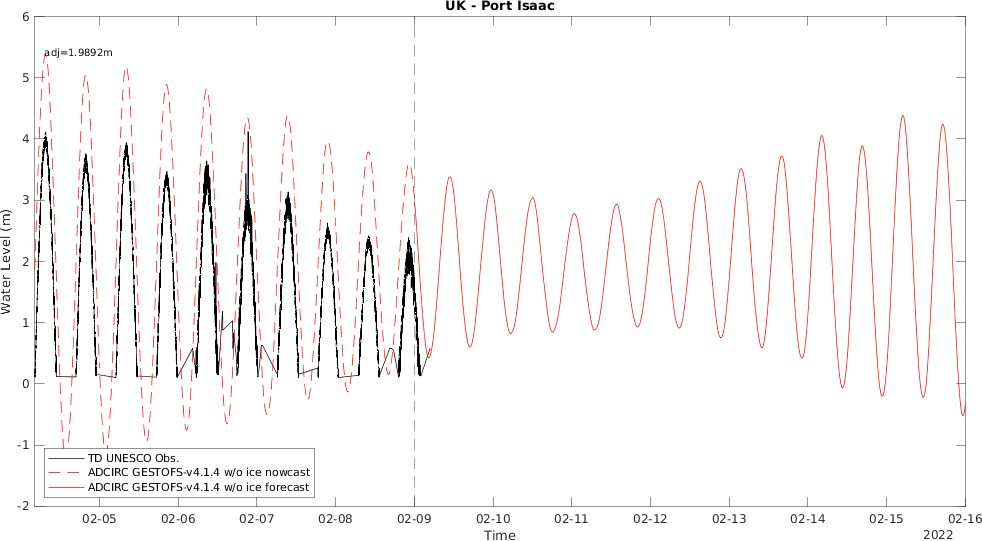 UK - Port Isaac
6
adj=1.9892m
5
4
3
2
1
0
-1
-2
Water Level (m)
TD UNESCO Obs.
ADCIRC GESTOFS-v4.1.4 w/o ice nowcast
ADCIRC GESTOFS-v4.1.4 w/o ice forecast
02-05 02-06 02-07 02-08 02-09 02-10 02-11 02-12 02-13 02-14 02-15 02-16
Time
2022